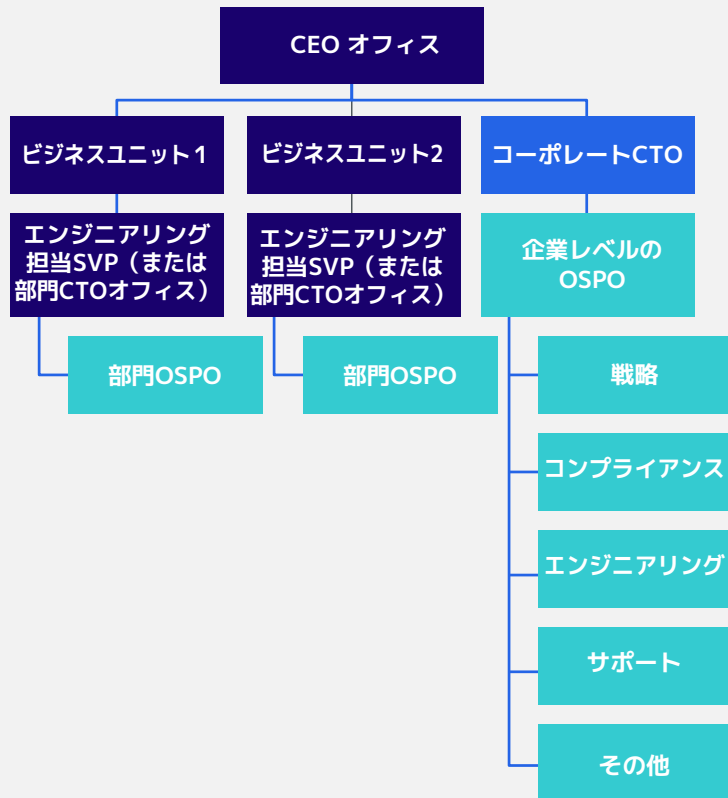 CEO オフィス
ビジネスユニット1
ビジネスユニット2
コーポレートCTO
エンジニアリング
担当SVP（または
部門CTOオフィス）
エンジニアリング
担当SVP（または
部門CTOオフィス）
企業レベルの
OSPO
部門OSPO
部門OSPO
戦略
コンプライアンス
エンジニアリング
サポート
その他